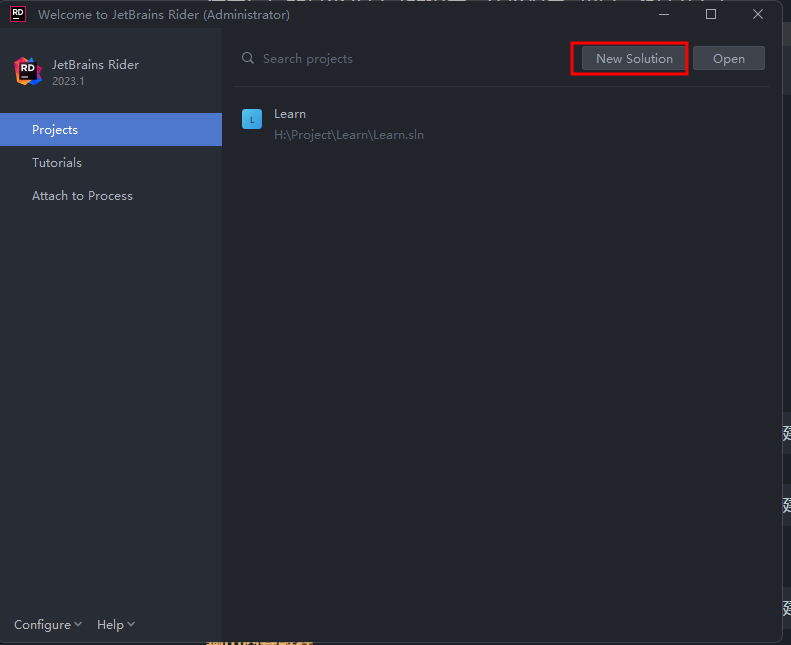 RD Welcome to JetBrains Rider (Administrator)
RD JetBrains Rider
2023.1
Search projects
New Solution
Open
Projects
Tutorials
Attach to Process
L Learn
H:\Project\Learn\Learn.sln
Configure
Help